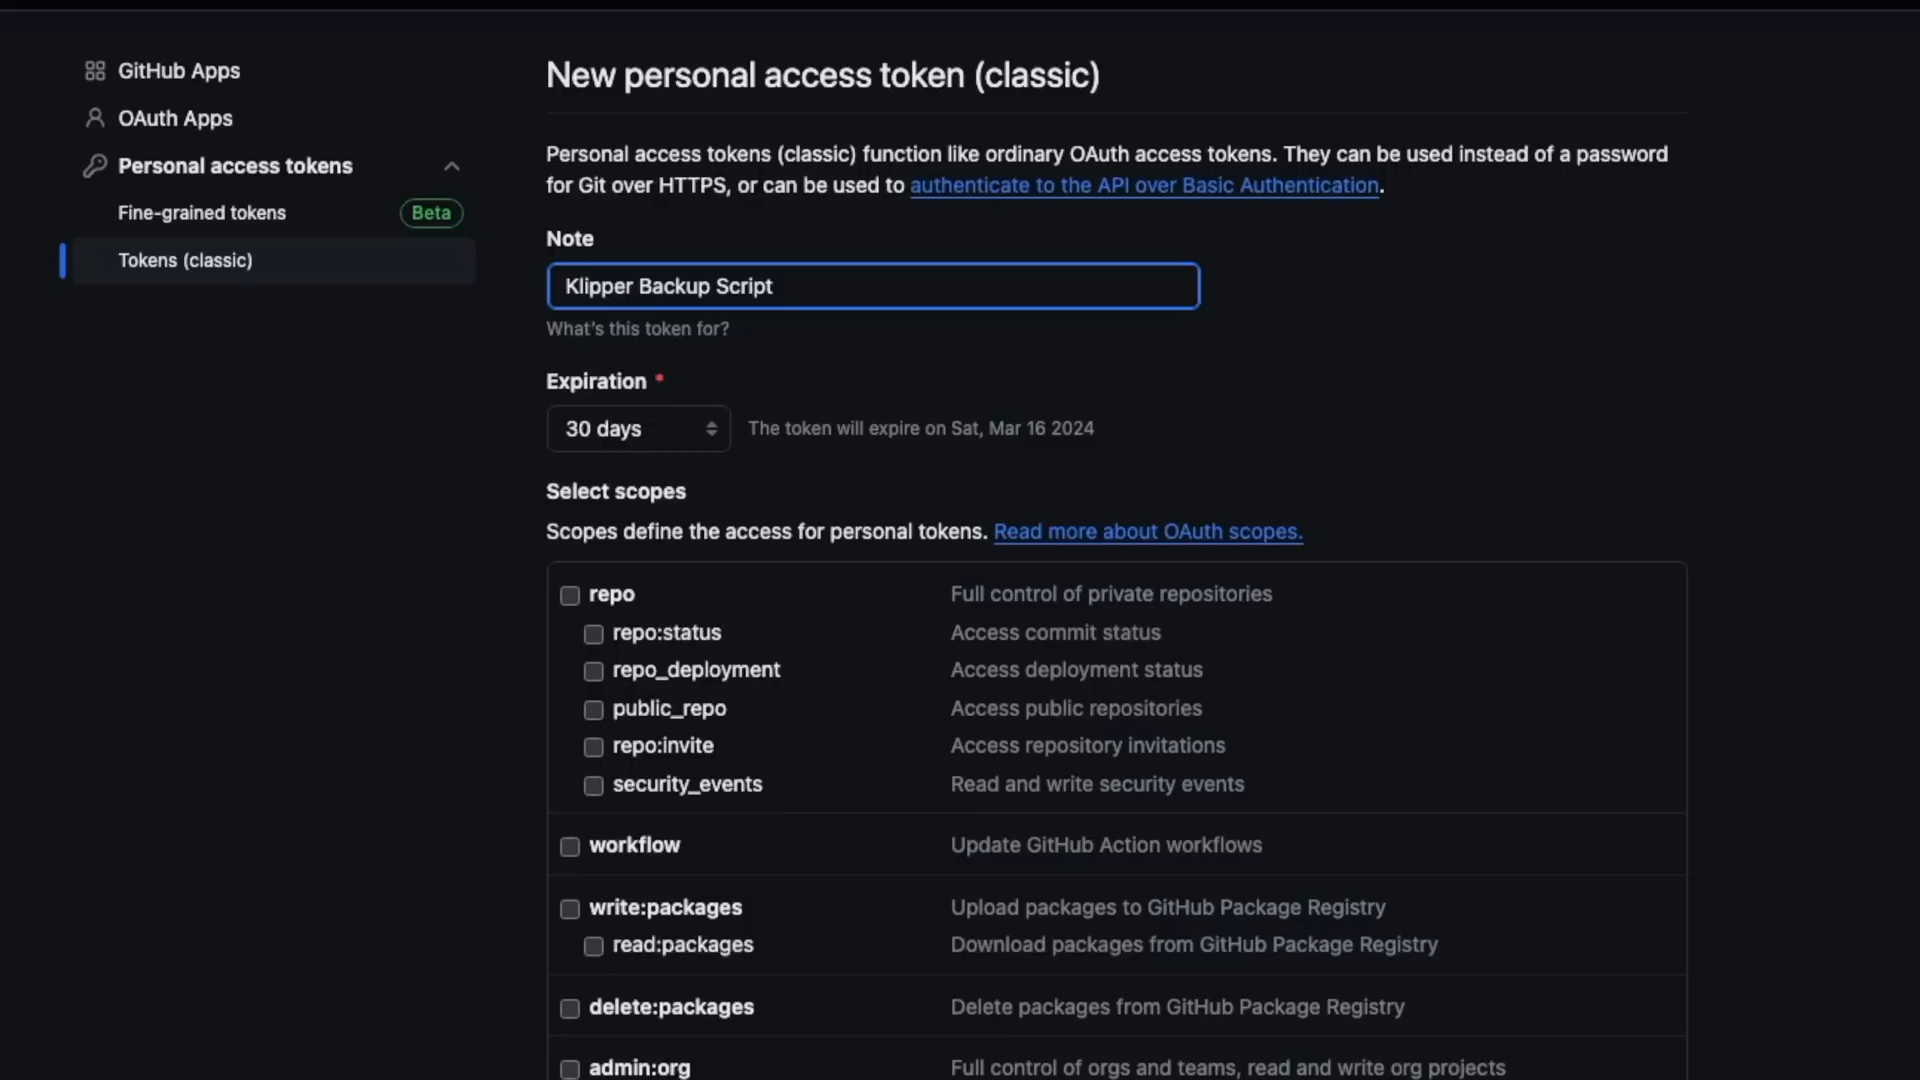 GitHub Apps
OAuth Apps
Personal access tokens
Fine-grained tokens Beta
Tokens (classic)
New personal access token (classic)
Personal access tokens (classic) function like ordinary OAuth access tokens. They can be used instead of a password
for Git over HTTPS, or can be used to authenticate to the API over Basic Authentication.
Note
Klipper Backup Script
What's this token for?
Expiration *
30 days The token will expire on Sat, Mar 16 2024
Select scopes
Scopes define the access for personal tokens. Read more about OAuth scopes.
repo Full control of private repositories
repo:status Access commit status
repo_deployment Access deployment status
public_repo Access public repositories
repo:invite Access repository invitations
security_events Read and write security events
workflow Update GitHub Action workflows
write:packages Upload packages to GitHub Package Registry
read:packages Download packages from GitHub Package Registry
delete:packages Delete packages from GitHub Package Registry
admin:org Full control of orgs and teams, read and write org projects